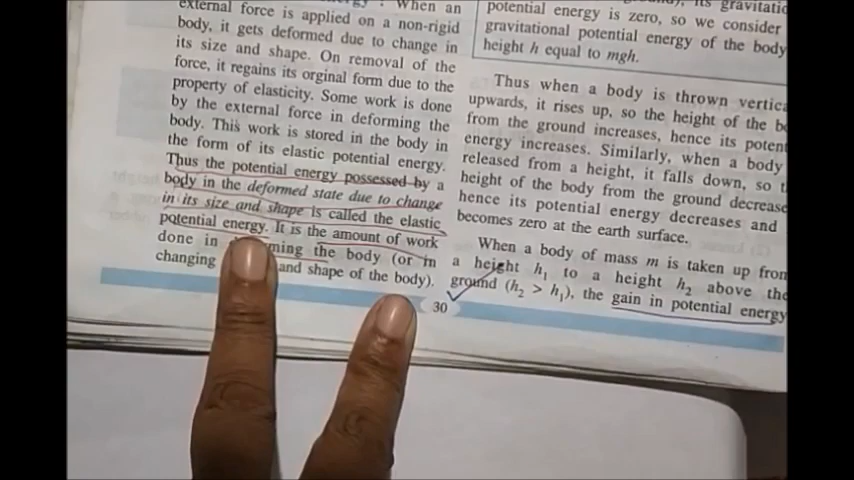 When an
external force is applied on a non-rigid
body, it gets deformed due to change in
its size and shape. On removal of the
force, it regains its orginal form due to the
property of elasticity. Some work is done
by the external force in deforming the
body. This work is stored in the body in
the form of its elastic potential energy.
Thus the potential energy possessed by a
body in the deformed state due to change
in its size and shape is called the elastic
potential energy. It is the amount of work
done in the body (or in
changing and shape of the body).
30
potential energy is zero, so we consider
gravitational potential energy of the body
height h equal to mgh.
Thus when a body is thrown
upwards, it rises up, so the height of the
from the ground increases, hence its
energy increases. Similarly, when a body
released from a height, it falls down, so
height of the body from the ground
hence its potential energy decreases and
becomes zero at the earth surface.
When a body of mass m is taken up from
a height h₁ to a height h₂ above the
ground (h₂ > h₁), the gain in potential energy